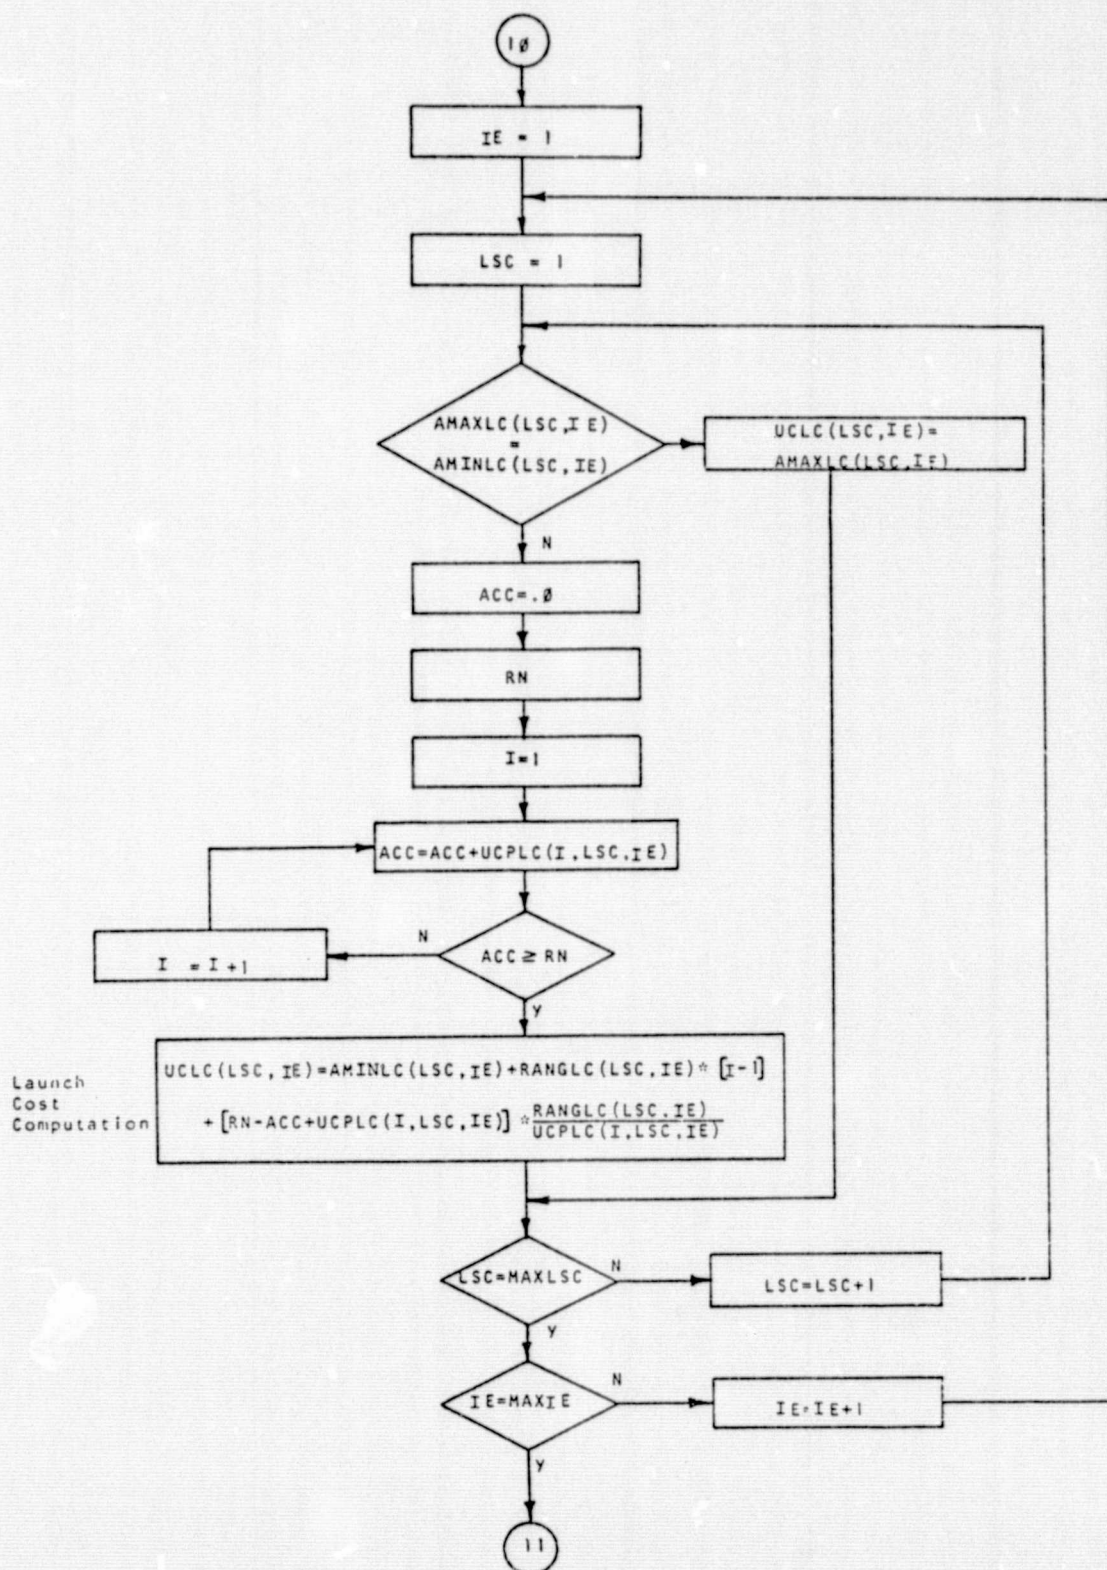 1Ø
IE = 1
LSC = 1
AMAXLC(LSC,IE)
=
AMINLC(LSC,IE)
UCLC(LSC,IE)=
AMAXLC(LSC,IE)
N
ACC=.Ø
RN
I=1
ACC=ACC+UCPLC(I,LSC,IE)
N
ACC ≥ RN
I = I+1
Y
Launch
Cost
Computation
UCLC(LSC,IE)=AMINLC(LSC,IE)+RANGLC(LSC,IE)* [I-1]
+ [RN-ACC+UCPLC(I,LSC,IE)] * RANGLC(LSC,IE)
UCPLC(I,LSC,IE)
LSC=MAXLSC
N
LSC=LSC+1
Y
IE=MAXIE
N
IE=IE+1
Y
11